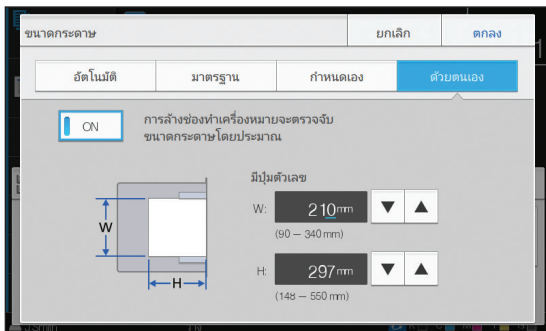 ขนาดกระดาษ
ยกเลิก
ตกลง
อัตโนมัติ
มาตรฐาน
กำหนดเอง
ด้วยตนเอง
ON
การล้างช่องทำเครื่องหมายจะตรวจจับ
ขนาดกระดาษโดยประมาณ
มีปุ่มตัวเลข
W: 210mm
(90 – 340 mm)
W
H: 297mm
(148 – 550 mm)
H